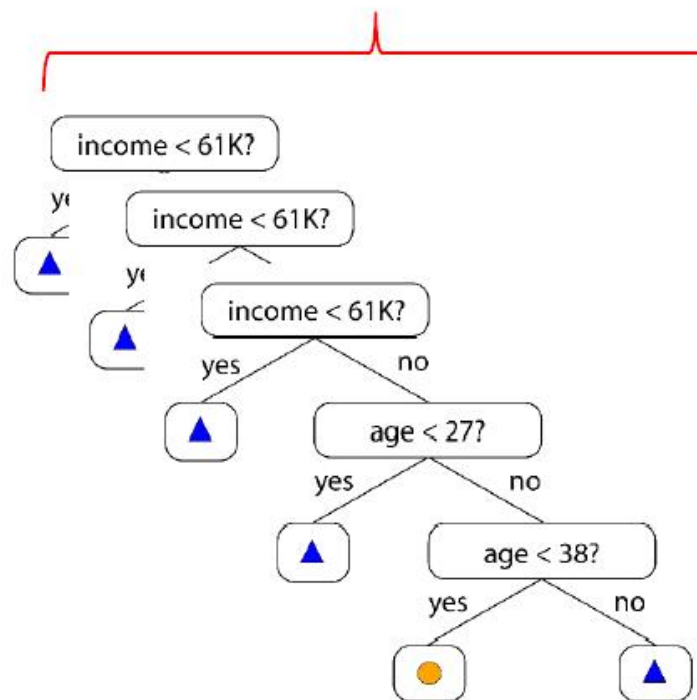 income < 61K?
income < 61K?
income < 61K?
yes no
age < 27?
yes no
age < 38?
yes no